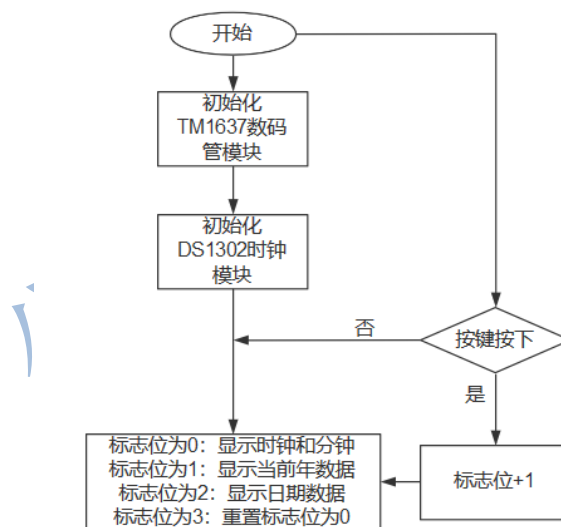 开始
初始化
TM1637数码
管模块
初始化
DS1302时钟
模块
否
按键按下
是
标志位为0：显示时钟和分钟
标志位为1：显示当前年数据
标志位为2：显示日期数据
标志位为3：重置标志位为0
标志位+1